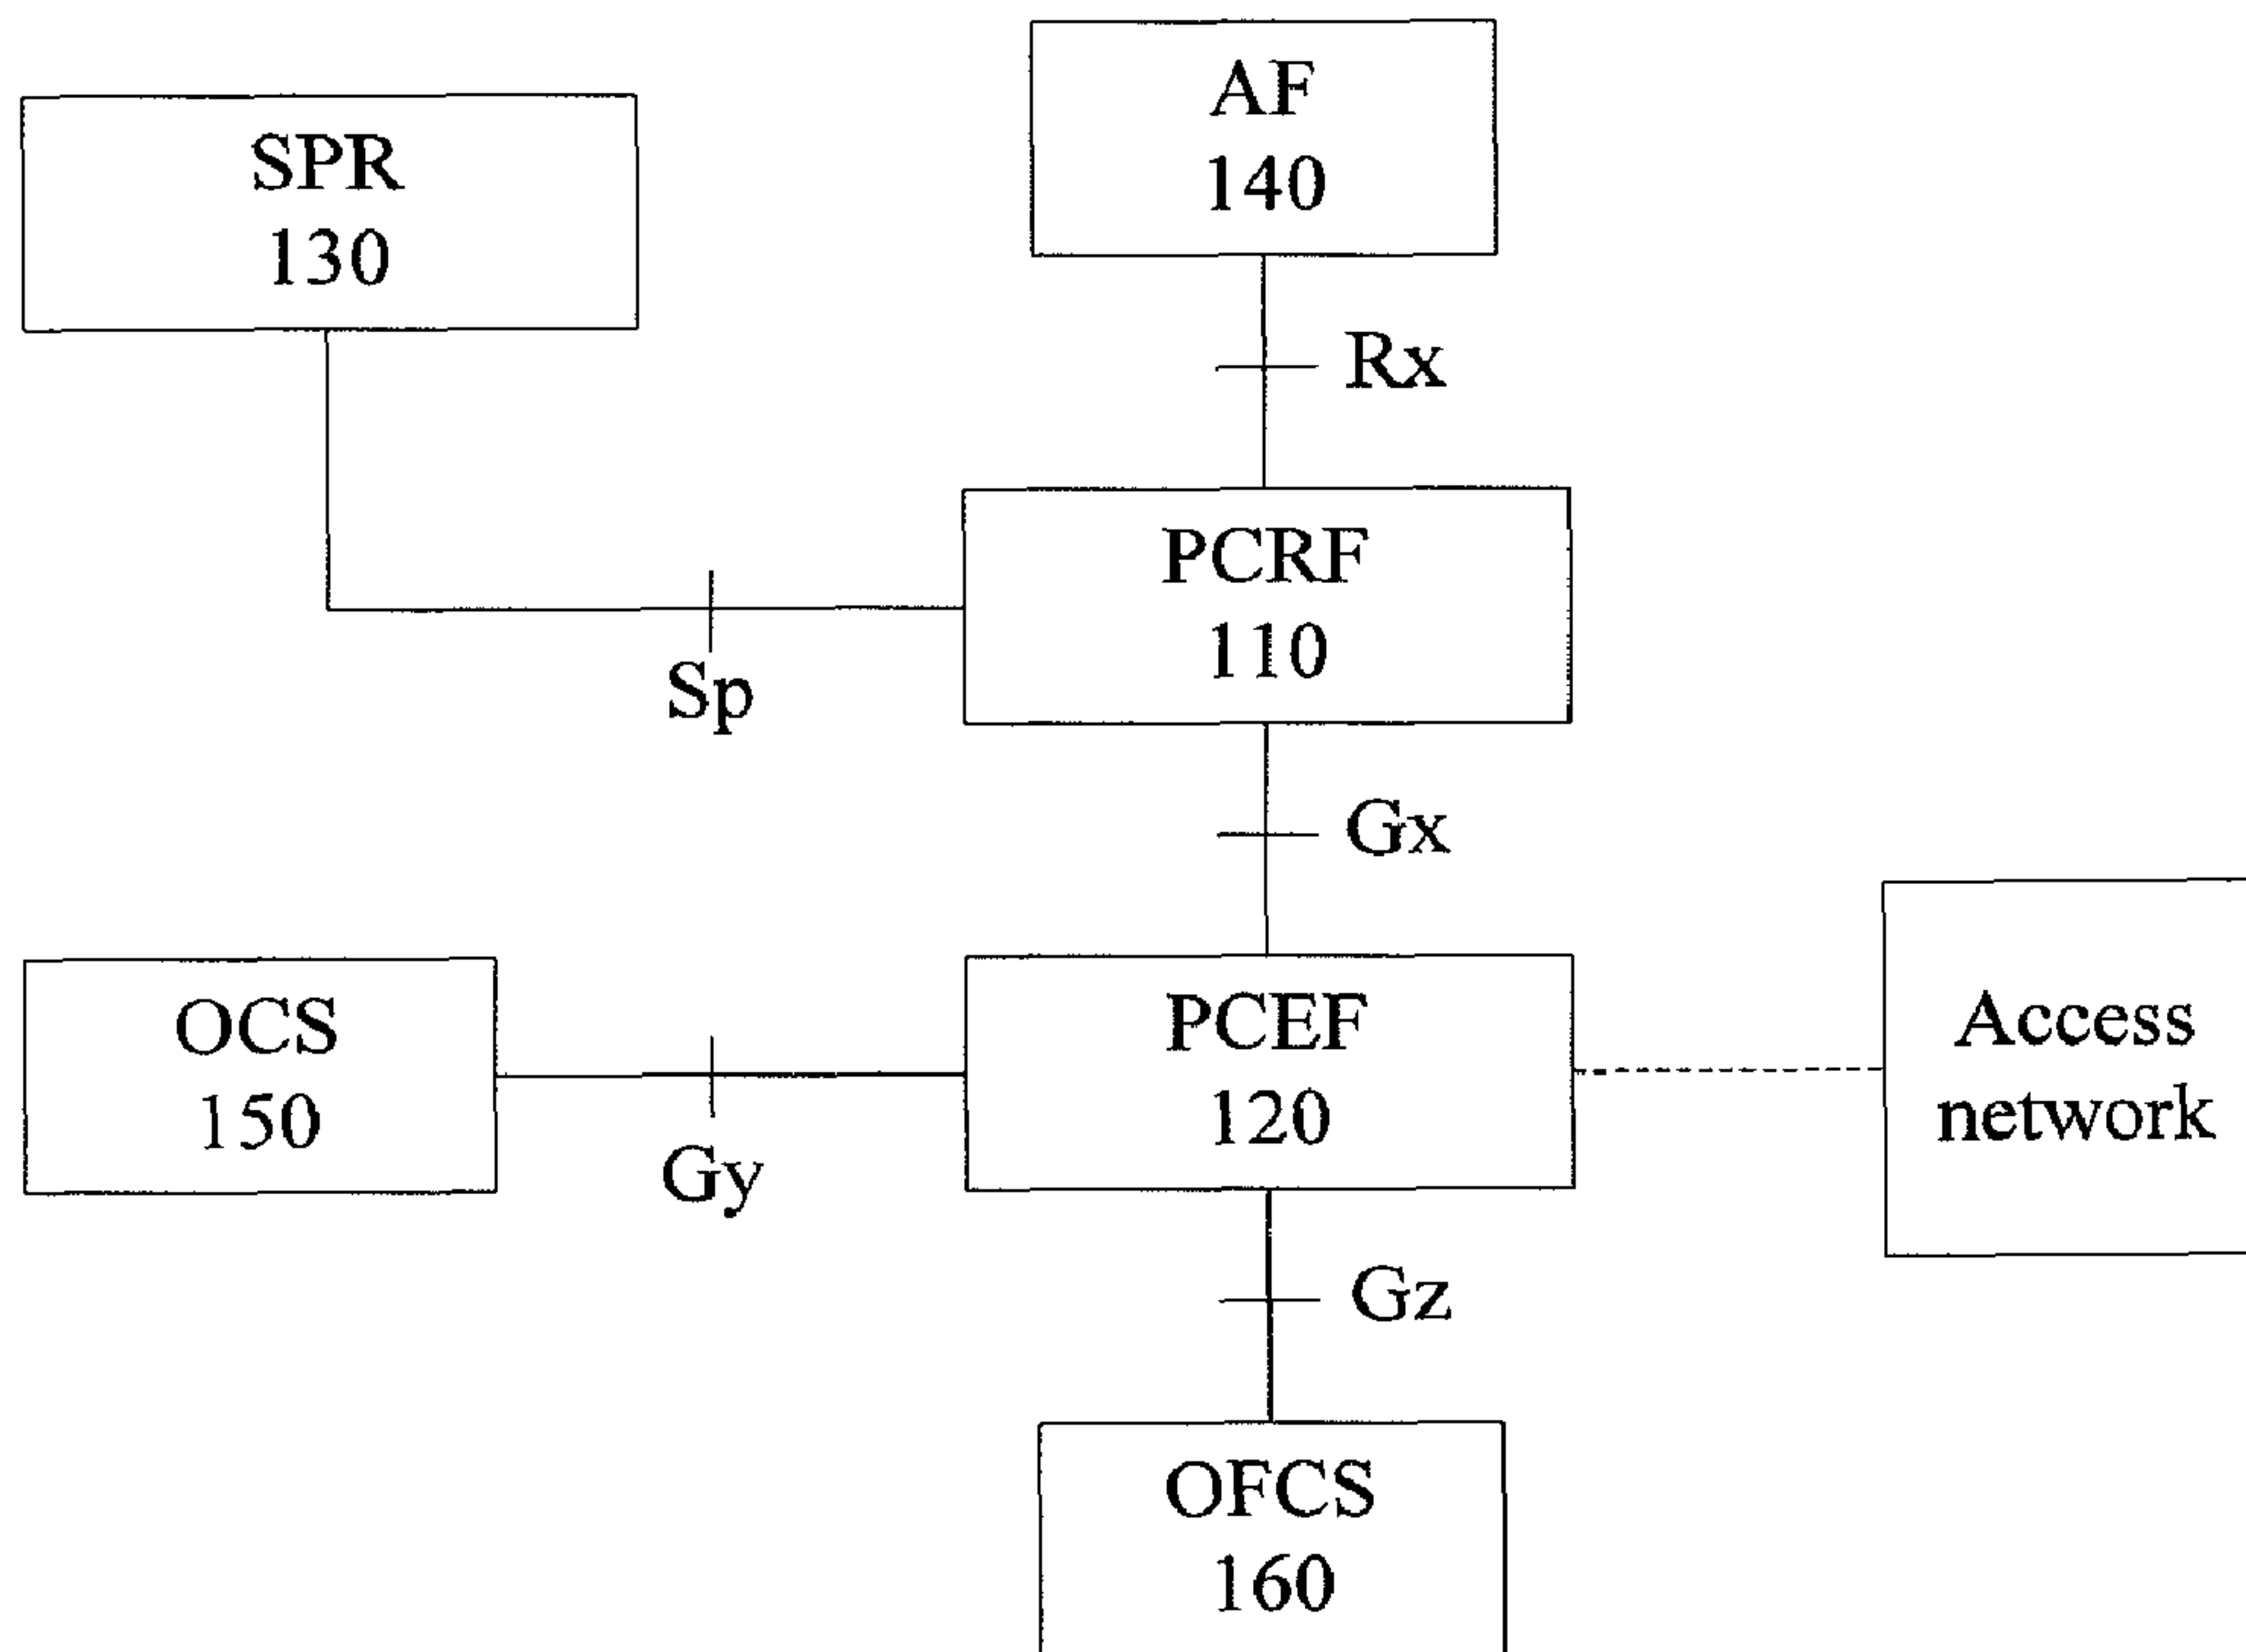 AF
140
SPR
130
Rx
PCRF
110
Sp
Gx
OCS
150
PCEF
120
Access
network
Gy
Gz
OFCS
160